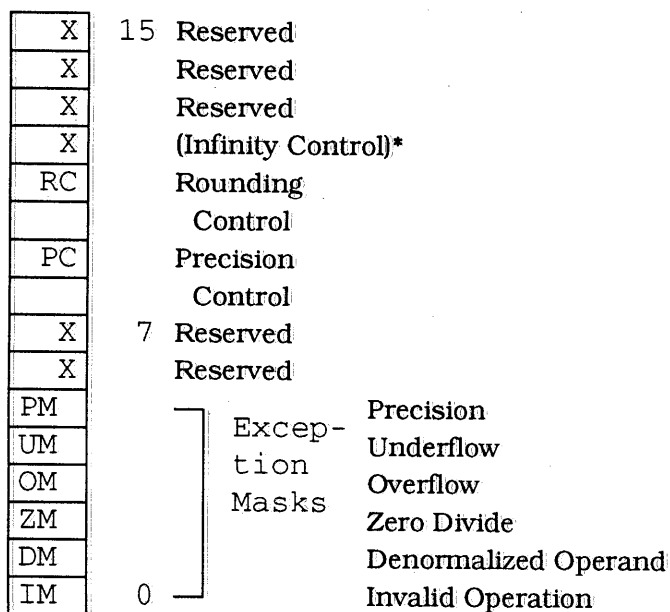 X 15 Reserved
X Reserved
X Reserved
X (Infinity Control)*
RC Rounding
Control
PC Precision
Control
X 7 Reserved
X Reserved
PM Precision
Excep-
UM Underflow
tion
OM Overflow
Masks
ZM Zero Divide
DM Denormalized Operand
IM 0 Invalid Operation